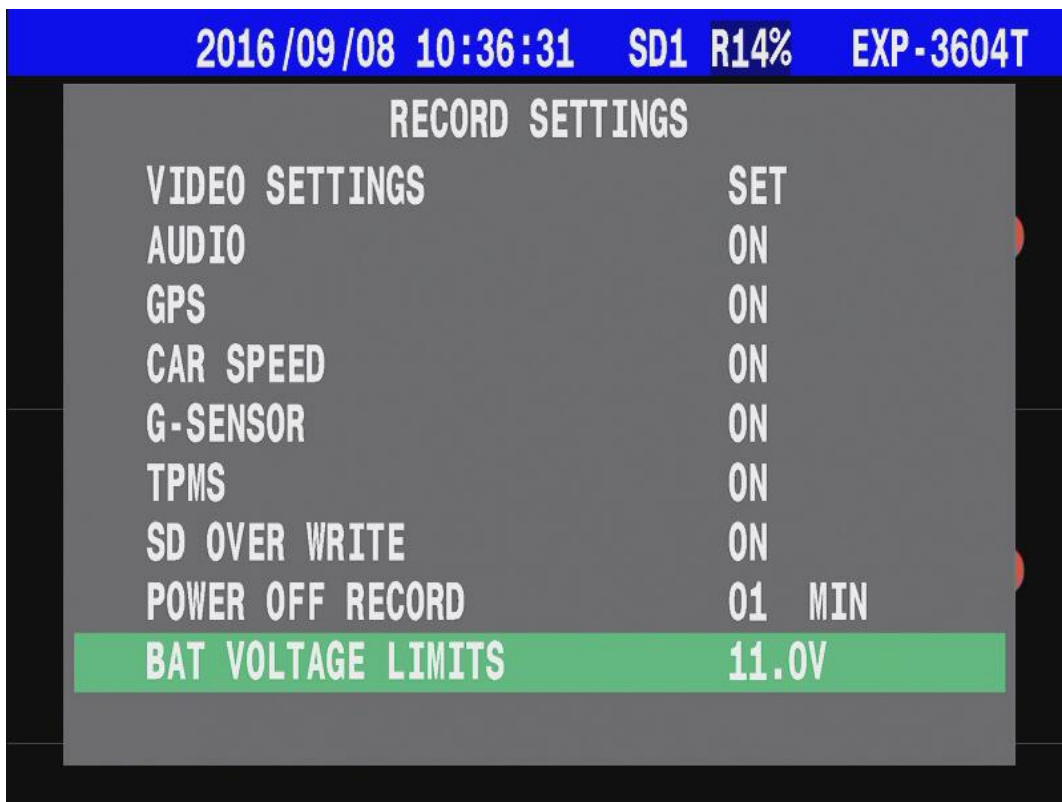 2016/09/08 10:36:31 SD1 R14% EXP-3604T
RECORD SETTINGS
VIDEO SETTINGS SET
AUDIO ON
GPS ON
CAR SPEED ON
G-SENSOR ON
TPMS ON
SD OVER WRITE ON
POWER OFF RECORD 01 MIN
BAT VOLTAGE LIMITS 11.0V